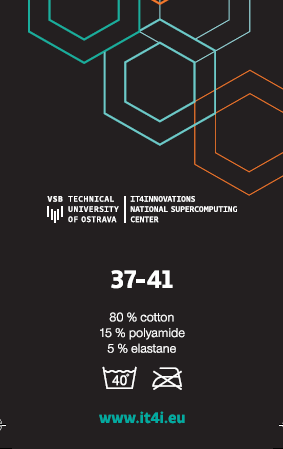 VSB TECHNICAL
UNIVERSITY
OF OSTRAVA
IT4INNOVATIONS
NATIONAL SUPERCOMPUTING
CENTER
37-41
80 % cotton
15 % polyamide
5 % elastane
40°
www.it4i.eu